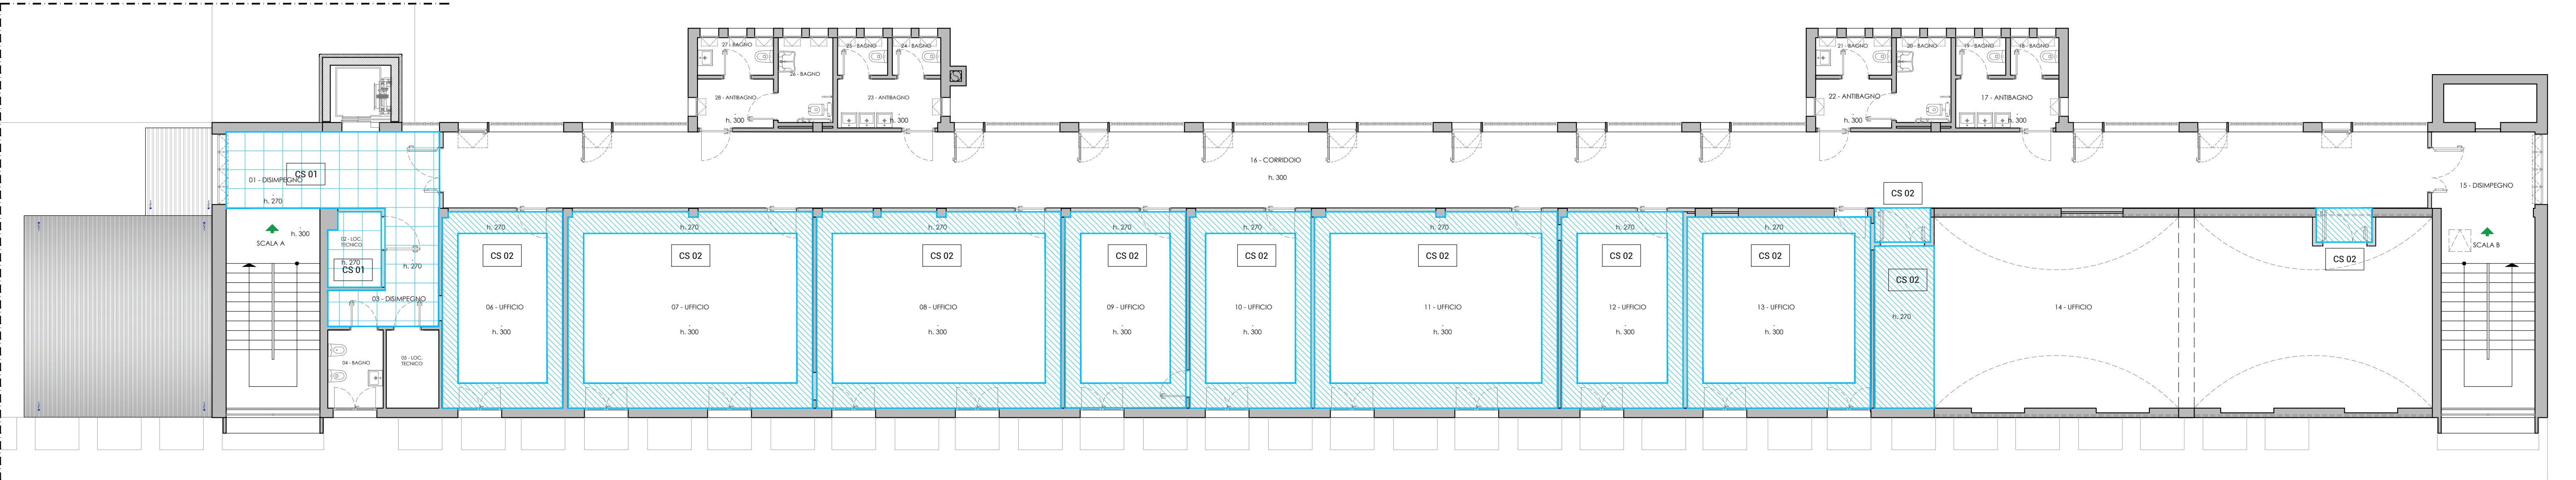 27 - BAGNO
25 - BAGNO
24 - BAGNO
26 - BAGNO
28 - ANTIBAGNO
23 - ANTIBAGNO
h. 300
h. 300
21 - BAGNO
20 - BAGNO
19 - BAGNO
18 - BAGNO
22 - ANTIBAGNO
17 - ANTIBAGNO
h. 300
h. 300
16 - CORRIDOIO
h. 300
CS 01
01 - DISIMPEGNO
h. 270
15 - DISIMPEGNO
CS 02
h. 300
SCALA A
02 - LOC.
TECNICO
h. 270
CS 01
h. 270
03 - DISIMPEGNO
04 - BAGNO
05 - LOC.
TECNICO
h. 270
CS 02
06 - UFFICIO
h. 300
h. 270
CS 02
07 - UFFICIO
h. 300
h. 270
CS 02
08 - UFFICIO
h. 300
h. 270
CS 02
09 - UFFICIO
h. 300
h. 270
CS 02
10 - UFFICIO
h. 300
h. 270
CS 02
11 - UFFICIO
h. 300
h. 270
CS 02
12 - UFFICIO
h. 300
h. 270
CS 02
13 - UFFICIO
h. 300
CS 02
h. 270
14 - UFFICIO
CS 02
SCALA B